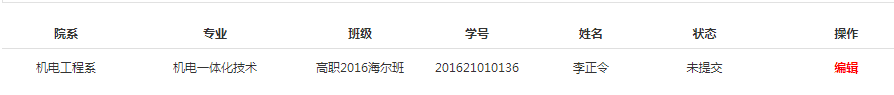 院系 专业 班级 学号 姓名 状态 操作
机电工程系 机电一体化技术 高职2016海尔班 201621010136 李正令 未提交 编辑